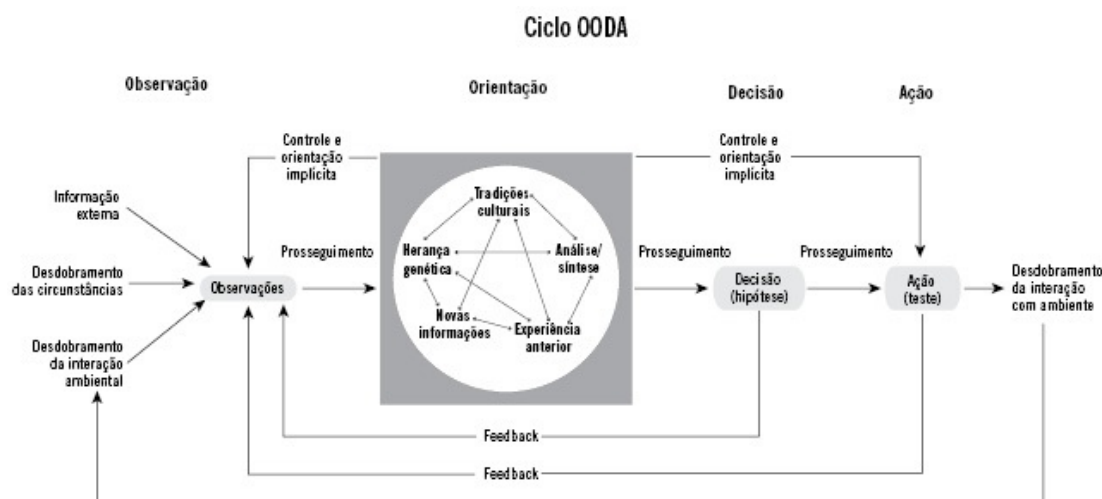 Ciclo OODA
Observação
Orientação
Decisão
Ação
Controle e
orientação
implícita
Controle e
orientação
implícita
Informação
externa
Tradições
culturais
Prosseguimento
Herança
genética
Análise/
síntese
Prosseguimento
Prosseguimento
Desdobramento
das circunstâncias
Observações
Decisão
(hipótese)
Ação
(teste)
Desdobramento
da interação
com ambiente
Novas
informações
Experiência
anterior
Desdobramento
da interação
ambiental
Feedback
Feedback